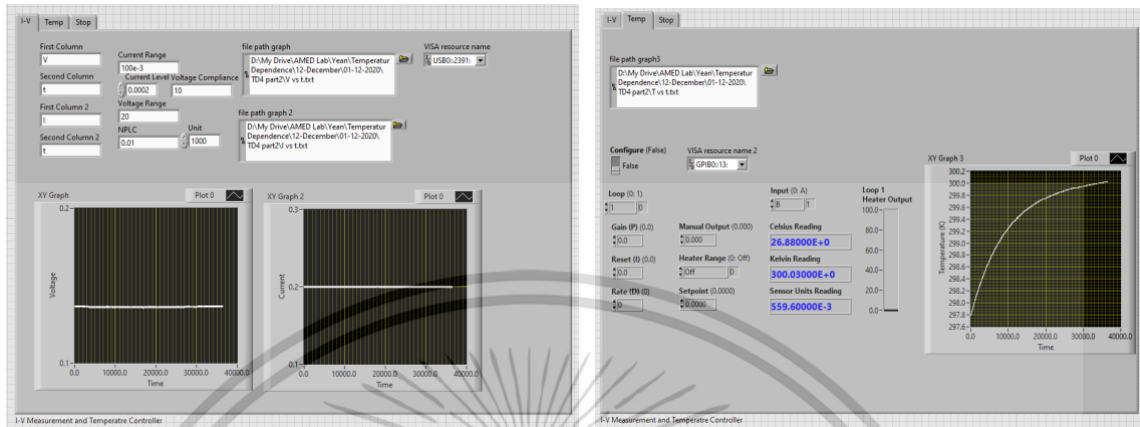 I-V Temp Stop
First Column
V
Second Column
t
First Column 2
I
Second Column 2
t
Current Range
100e-3
Current Level Voltage Compliance
0.0002 10
Voltage Range
20
NPLC Unit
0.01 1000
file path graph
D:\My Drive\AMED Lab\Yean\Temperatur
Dependence\12-December\01-12-2020\
TD4 part2\V vs t.txt
file path graph 2
D:\My Drive\AMED Lab\Yean\Temperatur
Dependence\12-December\01-12-2020\
TD4 part2\I vs t.txt
VISA resource name
USB0::2391:
XY Graph Plot 0
0.2
Voltage
0.1
0.0 10000.0 20000.0 30000.0 40000.0
Time
XY Graph 2 Plot 0
0.3
Current
0.2
0.1
0.0 10000.0 20000.0 30000.0 40000.0
Time
I-V Measurement and Temperatre Controller
I-V Temp Stop
file path graph3
D:\My Drive\AMED Lab\Yean\Temperatur
Dependence\12-December\01-12-2020\
TD4 part2\T vs t.txt
Configure (False)
False
VISA resource name 2
GPIB0::13:
Loop (0: 1)
1 0
Input (0: A)
B 1
Loop 1
Heater Output
100.0
80.0
60.0
40.0
20.0
0.0
Gain (P) (0.0)
0.0
Manual Output (0.000)
0.000
Celsius Reading
26.88000E+0
Reset (I) (0.0)
0.0
Heater Range (0: Off)
Off 0
Kelvin Reading
300.03000E+0
Rate (D) (0)
0
Setpoint (0.0000)
0.0000
Sensor Units Reading
559.60000E-3
XY Graph 3 Plot 0
300.2
300.0
299.8
299.6
299.4
299.2
299.0
298.8
298.6
298.4
298.2
298.0
297.8
297.6
Temperature (K)
0.0 10000.0 20000.0 30000.0 40000.0
Time
I-V Measurement and Temperatre Controller